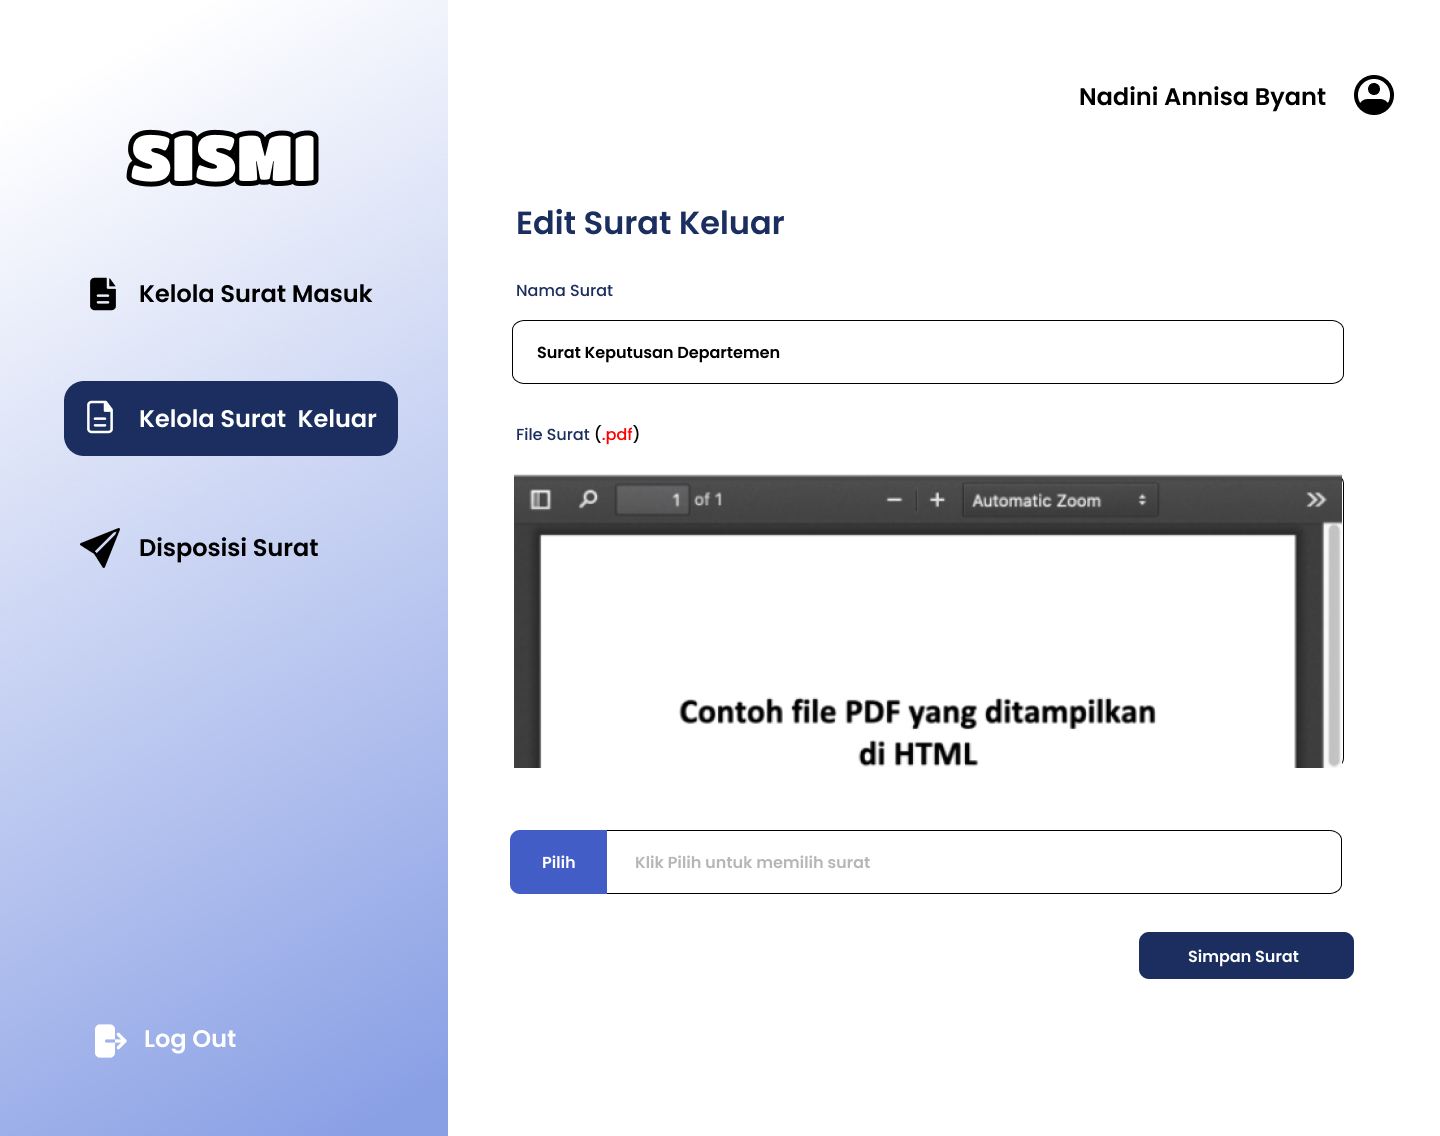 SISMI
Kelola Surat Masuk
Kelola Surat Keluar
Disposisi Surat
Log Out
Nadini Annisa Byant
Edit Surat Keluar
Nama Surat
Surat Keputusan Departemen
File Surat (.pdf)
1 of 1 Automatic Zoom
Contoh file PDF yang ditampilkan
di HTML
Pilih Klik Pilih untuk memilih surat
Simpan Surat